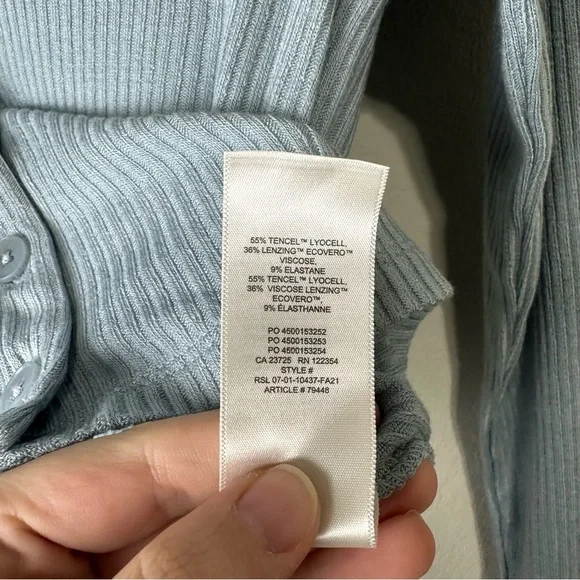 55% TENCEL™ LYOCELL,
36% LENZING™ ECOVERO™
VISCOSE,
9% ELASTANE
55% TENCEL™ LYOCELL,
36% VISCOSE LENZING™
ECOVERO™,
9% ÉLASTHANNE
PO 4500153252
PO 4500153253
PO 4500153254
CA 23725 RN 122354
STYLE #
RSL 07-01-10437-FA21
ARTICLE # 79448